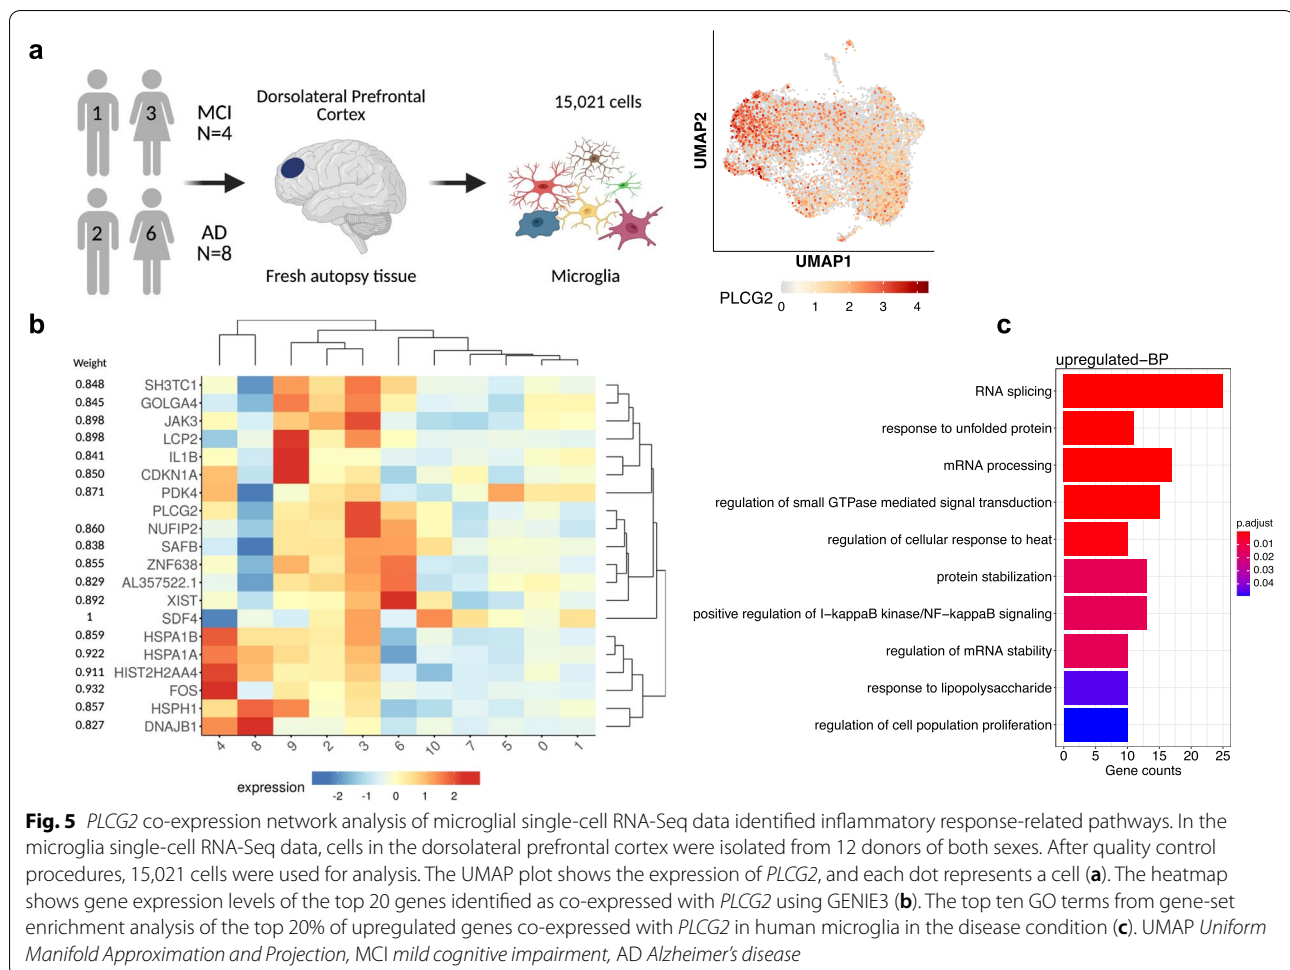 a
1
3
MCI
N=4
2
6
AD
N=8
Dorsolateral Prefrontal
Cortex
Fresh autopsy tissue
15,021 cells
Microglia
UMAP2
UMAP1
PLCG2
0 1 2 3 4
b
Weight
0.848 SH3TC1
0.845 GOLGA4
0.898 JAK3
0.898 LCP2
0.841 IL1B
0.850 CDKN1A
0.871 PDK4
PLCG2
0.860 NUFIP2
0.838 SAFB
0.855 ZNF638
0.829 AL357522.1
0.892 XIST
1 SDF4
0.859 HSPA1B
0.922 HSPA1A
0.911 HIST2H2AA4
0.932 FOS
0.857 HSPH1
0.827 DNAJB1
4 8 9 2 3 6 10 7 5 0 1
expression
-2 -1 0 1 2
c
upregulated−BP
RNA splicing
response to unfolded protein
mRNA processing
regulation of small GTPase mediated signal transduction
regulation of cellular response to heat
protein stabilization
positive regulation of I−kappaB kinase/NF−kappaB signaling
regulation of mRNA stability
response to lipopolysaccharide
regulation of cell population proliferation
0 5 10 15 20 25
Gene counts
p.adjust
0.01
0.02
0.03
0.04
Fig. 5 PLCG2 co-expression network analysis of microglial single-cell RNA-Seq data identified inflammatory response-related pathways. In the
microglia single-cell RNA-Seq data, cells in the dorsolateral prefrontal cortex were isolated from 12 donors of both sexes. After quality control
procedures, 15,021 cells were used for analysis. The UMAP plot shows the expression of PLCG2, and each dot represents a cell (a). The heatmap
shows gene expression levels of the top 20 genes identified as co-expressed with PLCG2 using GENIE3 (b). The top ten GO terms from gene-set
enrichment analysis of the top 20% of upregulated genes co-expressed with PLCG2 in human microglia in the disease condition (c). UMAP Uniform
Manifold Approximation and Projection, MCI mild cognitive impairment, AD Alzheimer's disease